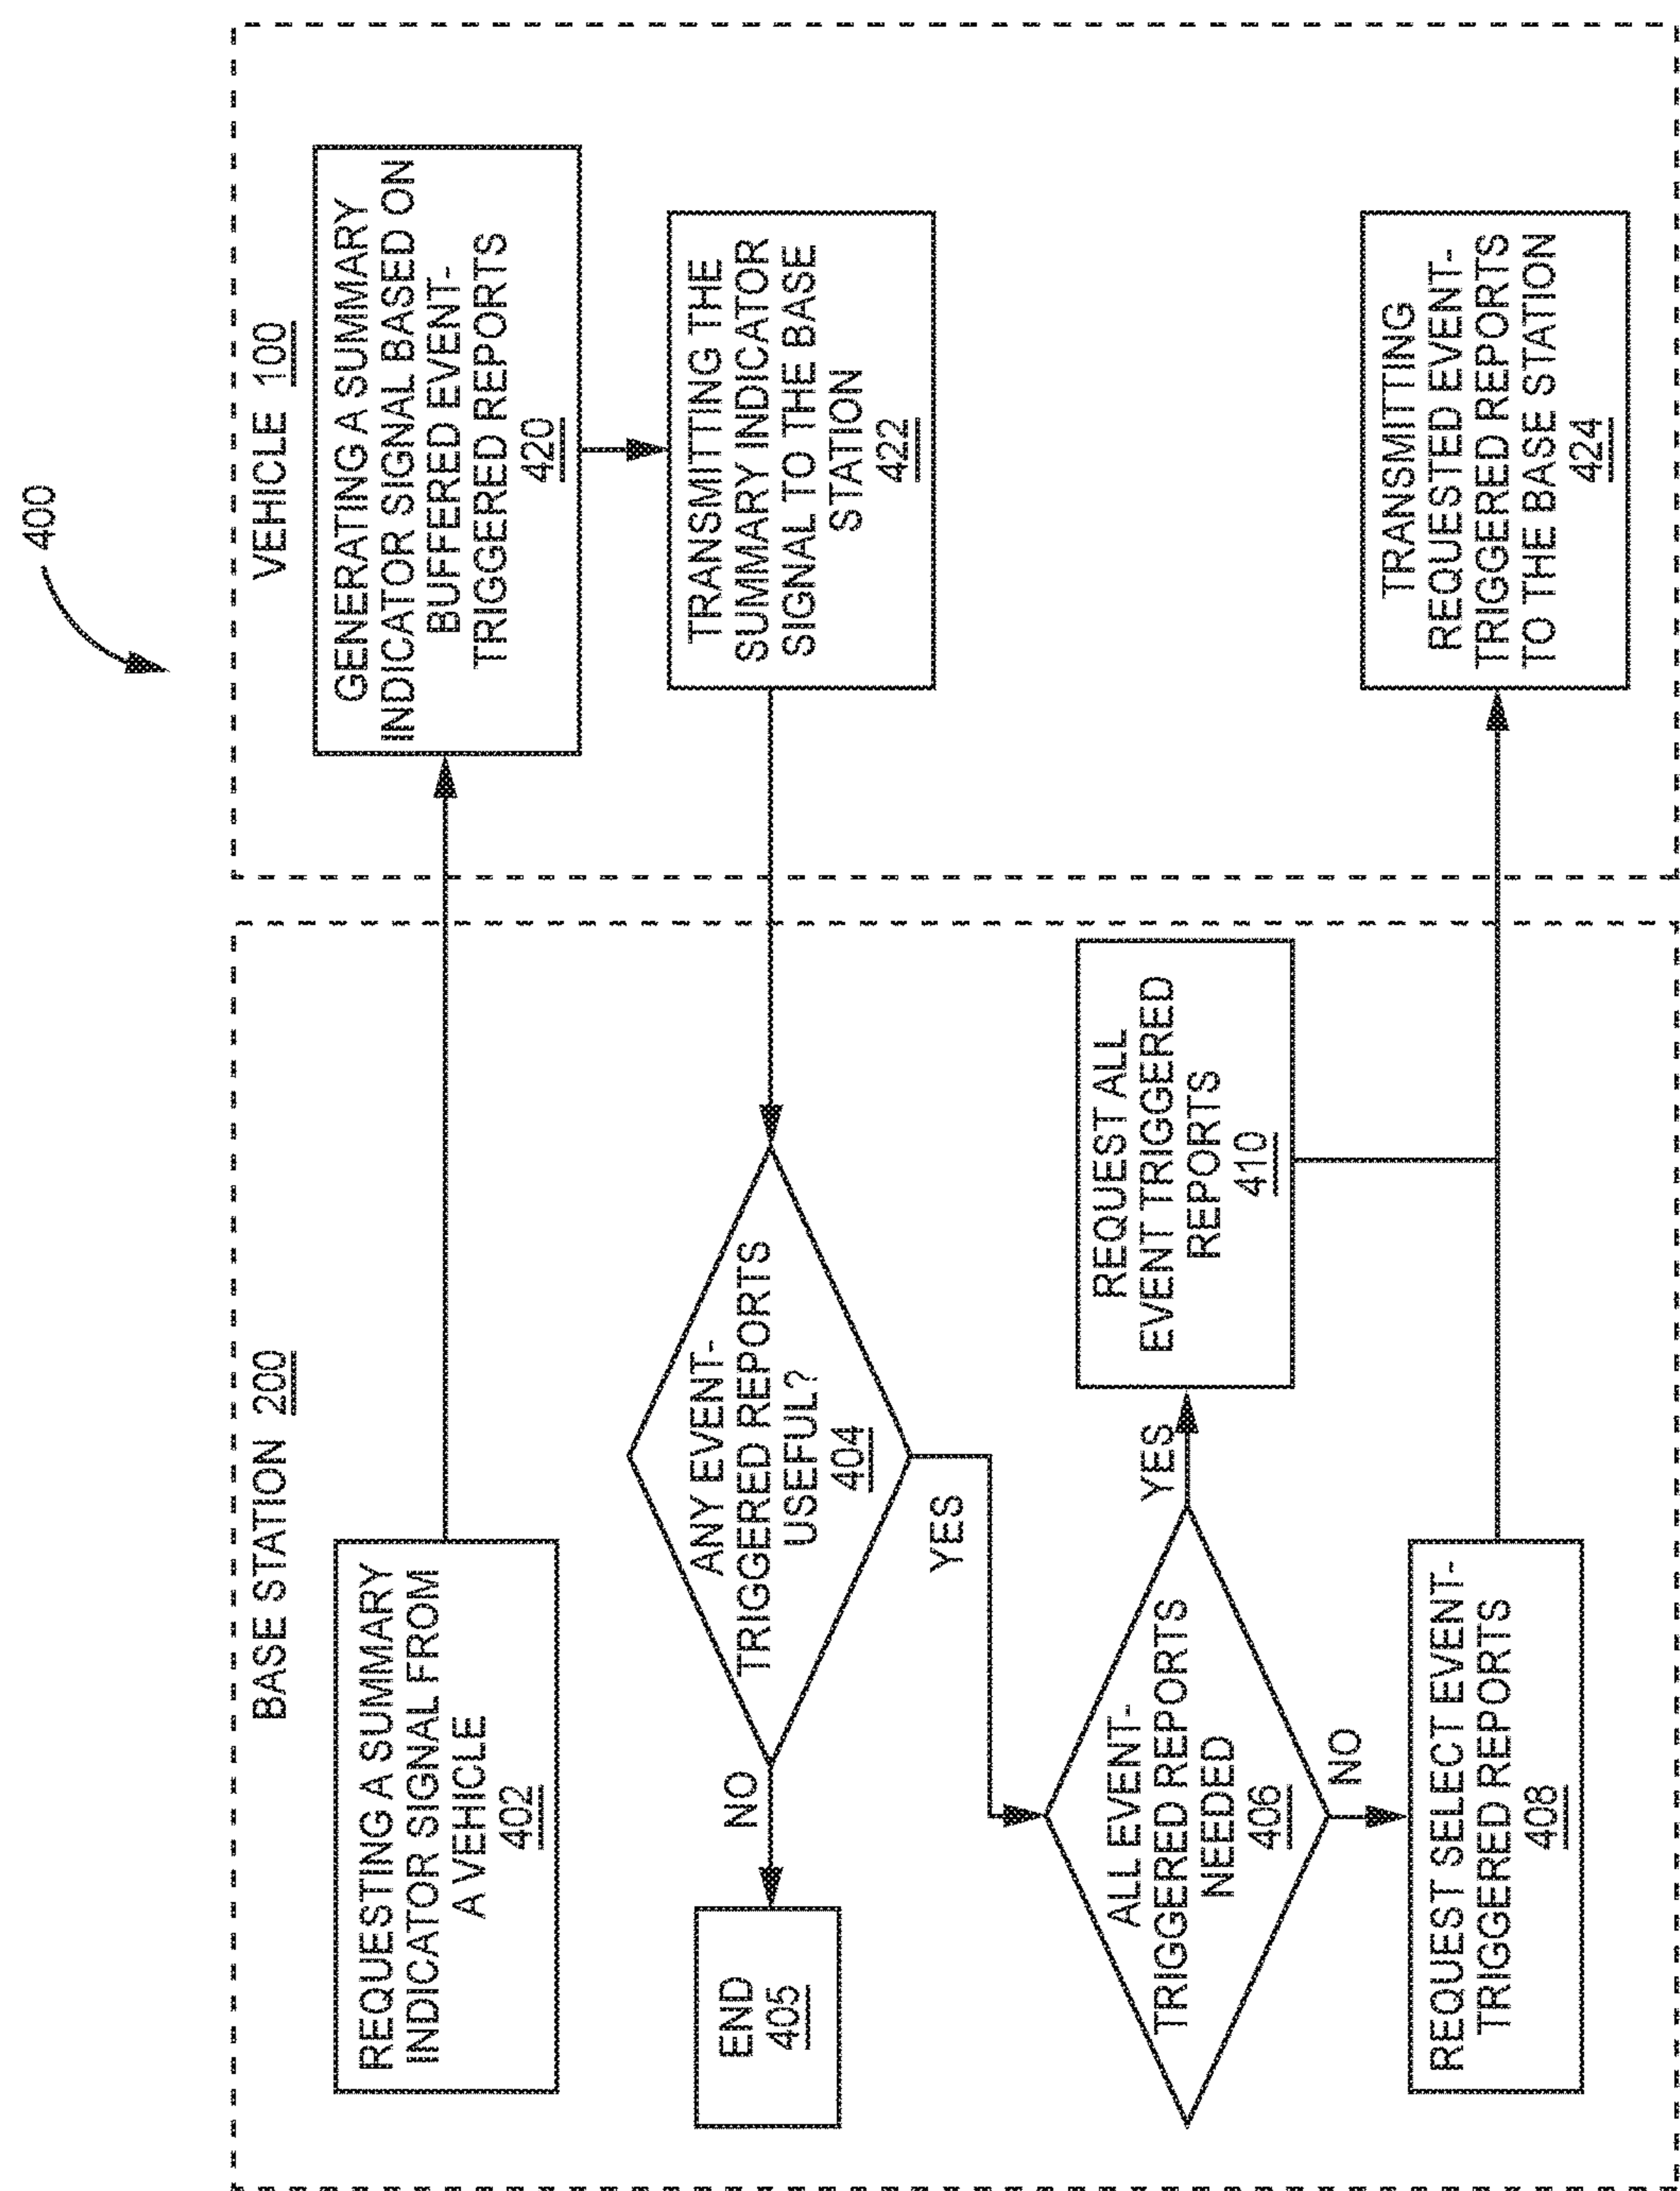 400
BASE STATION 200
VEHICLE 100
REQUESTING A SUMMARY
INDICATOR SIGNAL FROM
A VEHICLE
402
GENERATING A SUMMARY
INDICATOR SIGNAL BASED ON
BUFFERED EVENT-
TRIGGERED REPORTS
420
TRANSMITTING THE
SUMMARY INDICATOR
SIGNAL TO THE BASE
STATION
422
ANY EVENT-
TRIGGERED REPORTS
USEFUL?
404
NO
END
405
YES
ALL EVENT-
TRIGGERED REPORTS
NEEDED
406
YES
REQUEST ALL
EVENT TRIGGERED
REPORTS
410
NO
REQUEST SELECT EVENT-
TRIGGERED REPORTS
408
TRANSMITTING
REQUESTED EVENT-
TRIGGERED REPORTS
TO THE BASE STATION
424